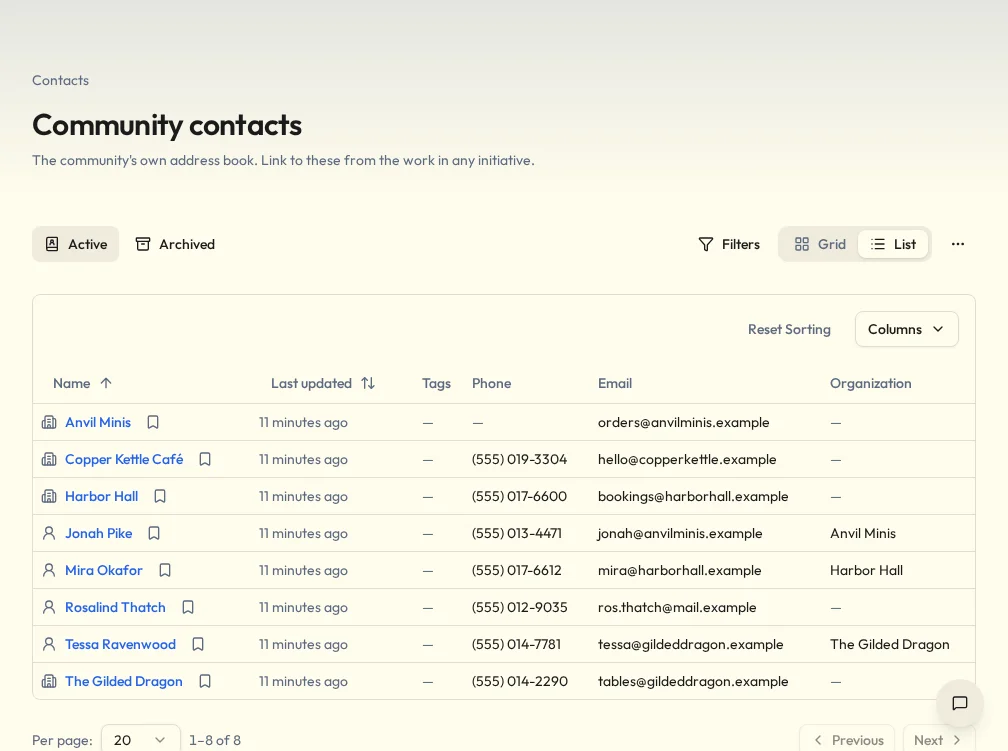 Contacts
Community contacts
The community's own address book. Link to these from the work in any initiative.
Active Archived Filters Grid List
Reset Sorting Columns
Name Last updated Tags Phone Email Organization
Anvil Minis 11 minutes ago — — orders@anvilminis.example —
Copper Kettle Café 11 minutes ago — (555) 019-3304 hello@copperkettle.example —
Harbor Hall 11 minutes ago — (555) 017-6600 bookings@harborhall.example —
Jonah Pike 11 minutes ago — (555) 013-4471 jonah@anvilminis.example Anvil Minis
Mira Okafor 11 minutes ago — (555) 017-6612 mira@harborhall.example Harbor Hall
Rosalind Thatch 11 minutes ago — (555) 012-9035 ros.thatch@mail.example —
Tessa Ravenwood 11 minutes ago — (555) 014-7781 tessa@gildeddragon.example The Gilded Dragon
The Gilded Dragon 11 minutes ago — (555) 014-2290 tables@gildeddragon.example —
Per page: 20 1–8 of 8 Previous Next